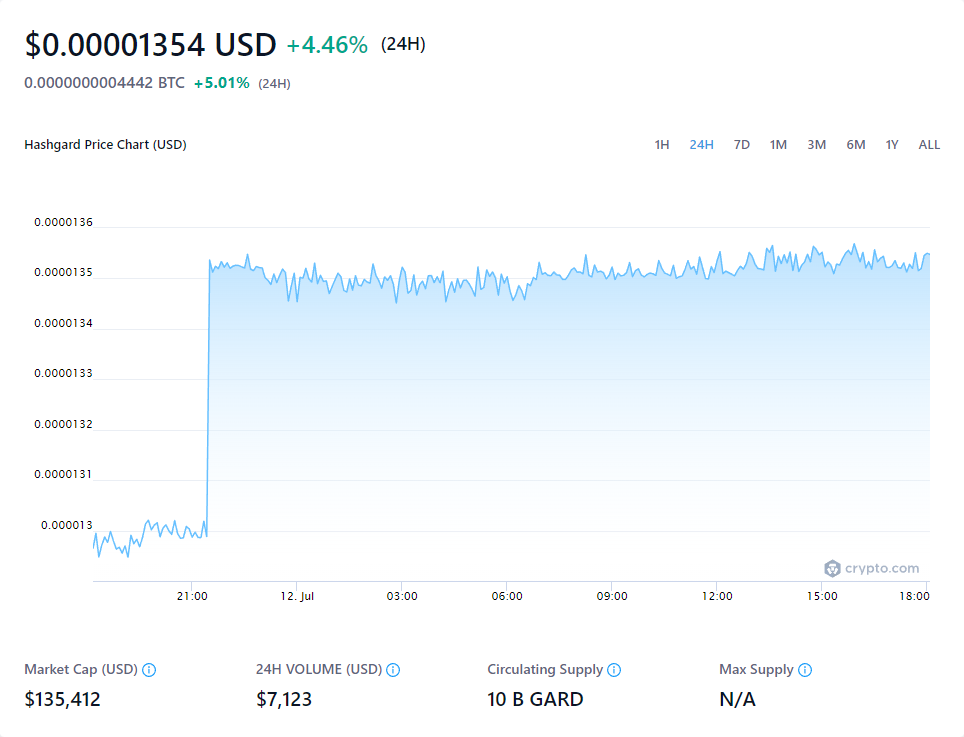 $0.00001354 USD +4.46% (24H)
0.0000000004442 BTC +5.01% (24H)
Hashgard Price Chart (USD) 1H 24H 7D 1M 3M 6M 1Y ALL
0.0000136
0.0000135
0.0000134
0.0000133
0.0000132
0.0000131
0.000013
crypto.com
21:00 12. Jul 03:00 06:00 09:00 12:00 15:00 18:00
Market Cap (USD) 24H VOLUME (USD) Circulating Supply Max Supply
$135,412 $7,123 10 B GARD N/A